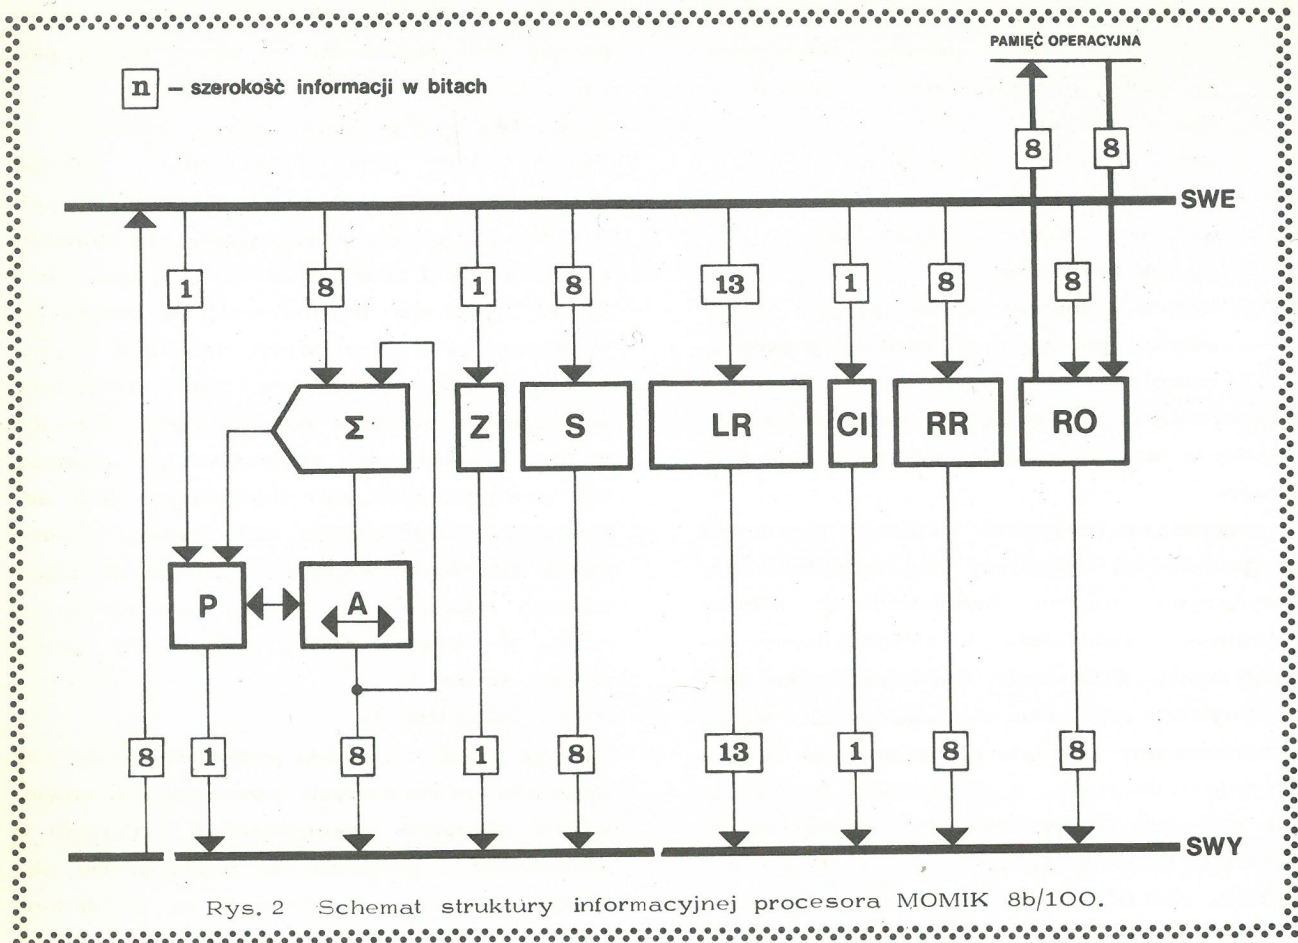 PAMIĘĆ OPERACYJNA
n – szerokość informacji w bitach
8 8
SWE
1 8 1 8 13 1 8 8
Σ Z S LR CI RR RO
P A
8 1 8 1 8 13 1 8 8
SWY
Rys. 2 Schemat struktury informacyjnej procesora MOMIK 8b/100.